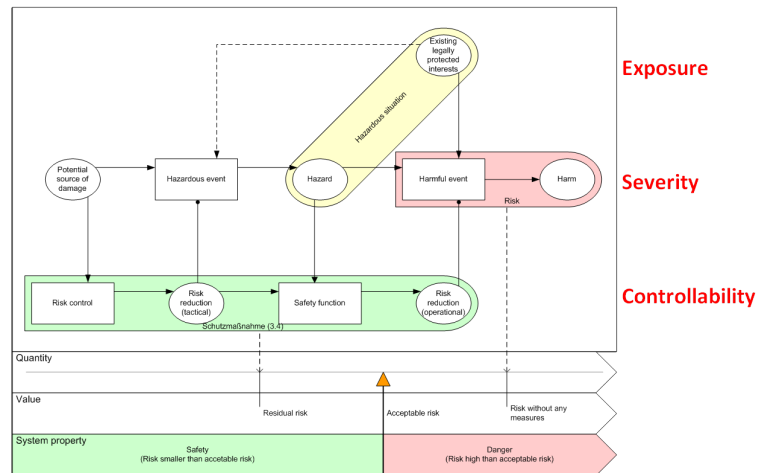 Existing
legally
protected
interests
Exposure
Hazardous situation
Potential
source of
damage
Hazardous event
Hazard
Harmful event
Harm
Severity
Risk
Risk control
Risk
reduction
(tactical)
Safety function
Risk
reduction
(operational)
Controllability
Schutzmaßnahme (3.4)
Quantity
Value
Residual risk
Acceptable risk
Risk without any
measures
System property
Safety
(Risk smaller than accetable risk)
Danger
(Risk high than acceptable risk)